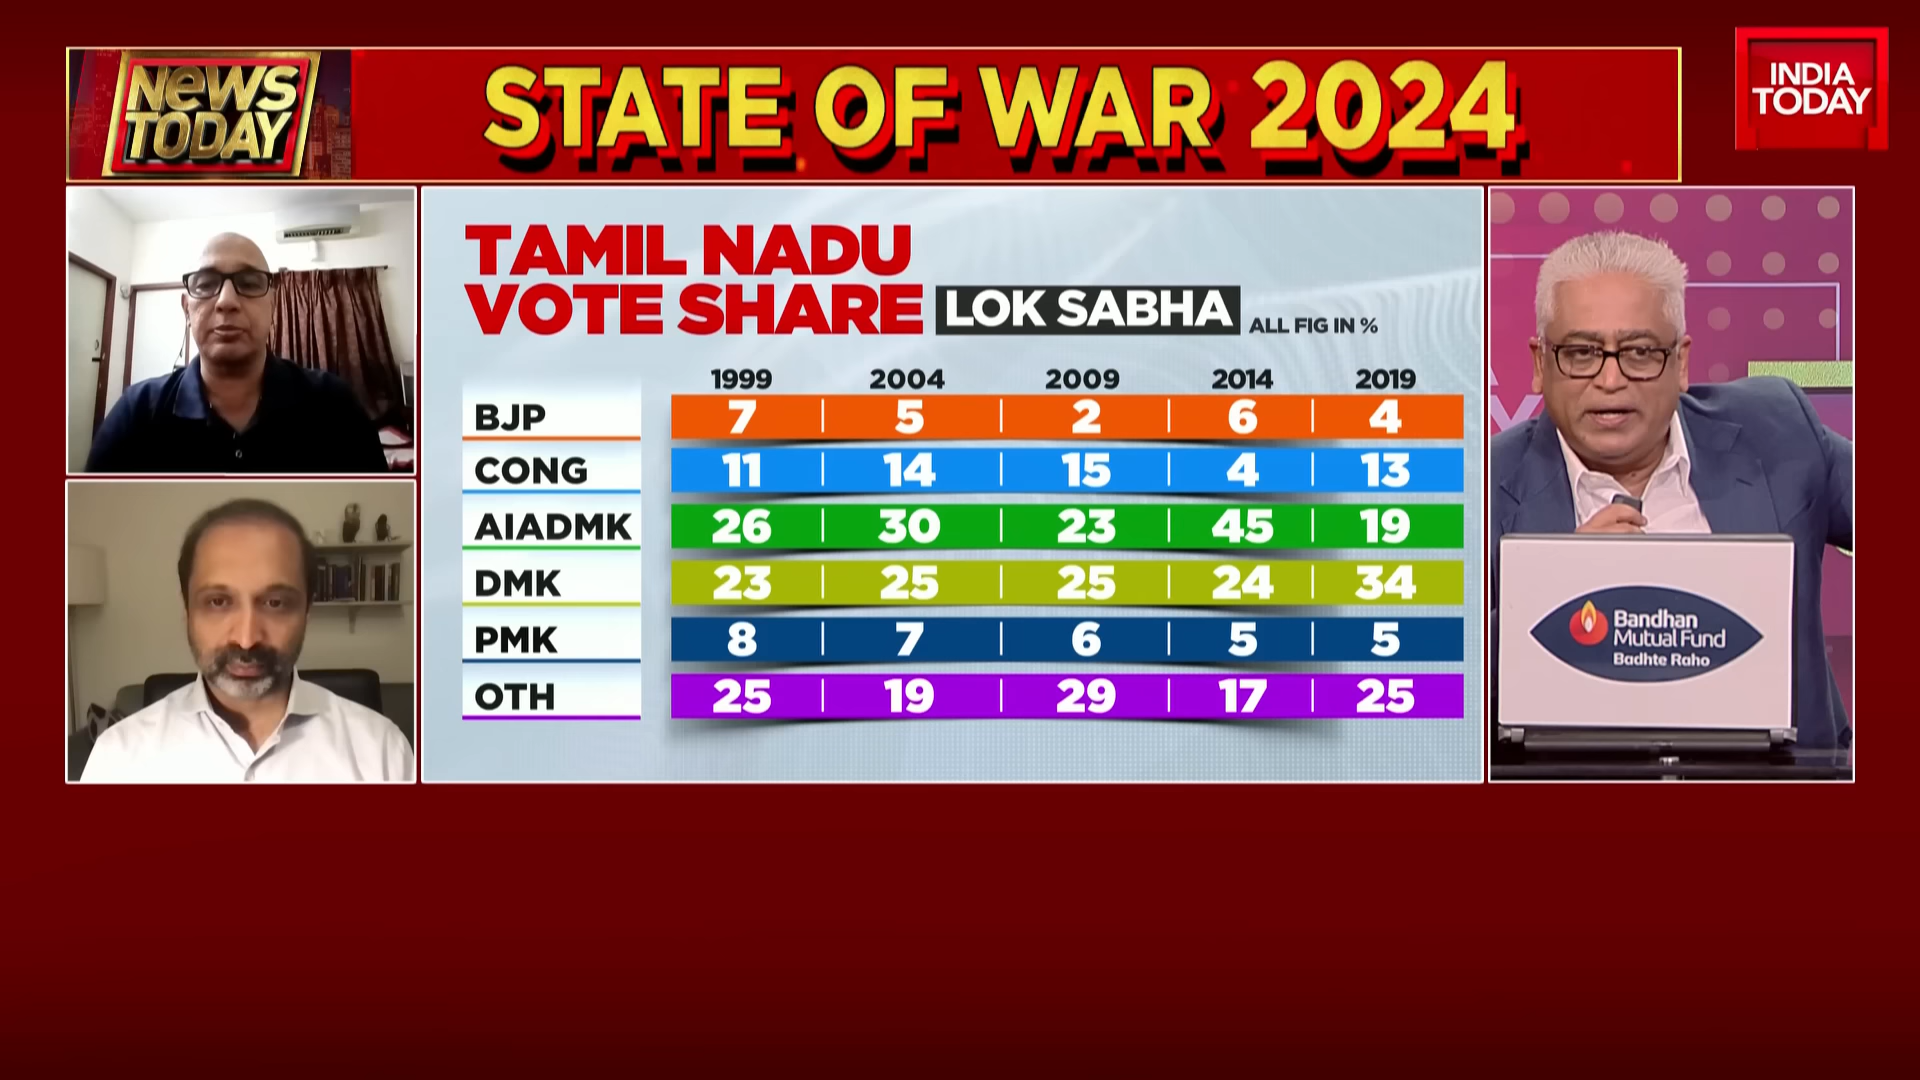 NEWS
TODAY
STATE OF WAR 2024
INDIA
TODAY
TAMIL NADU
VOTE SHARE LOK SABHA ALL FIG IN %
1999 2004 2009 2014 2019
BJP 7 5 2 6 4
CONG 11 14 15 4 13
AIADMK 26 30 23 45 19
DMK 23 25 25 24 34
PMK 8 7 6 5 5
OTH 25 19 29 17 25
Bandhan
Mutual Fund
Badhte Raho